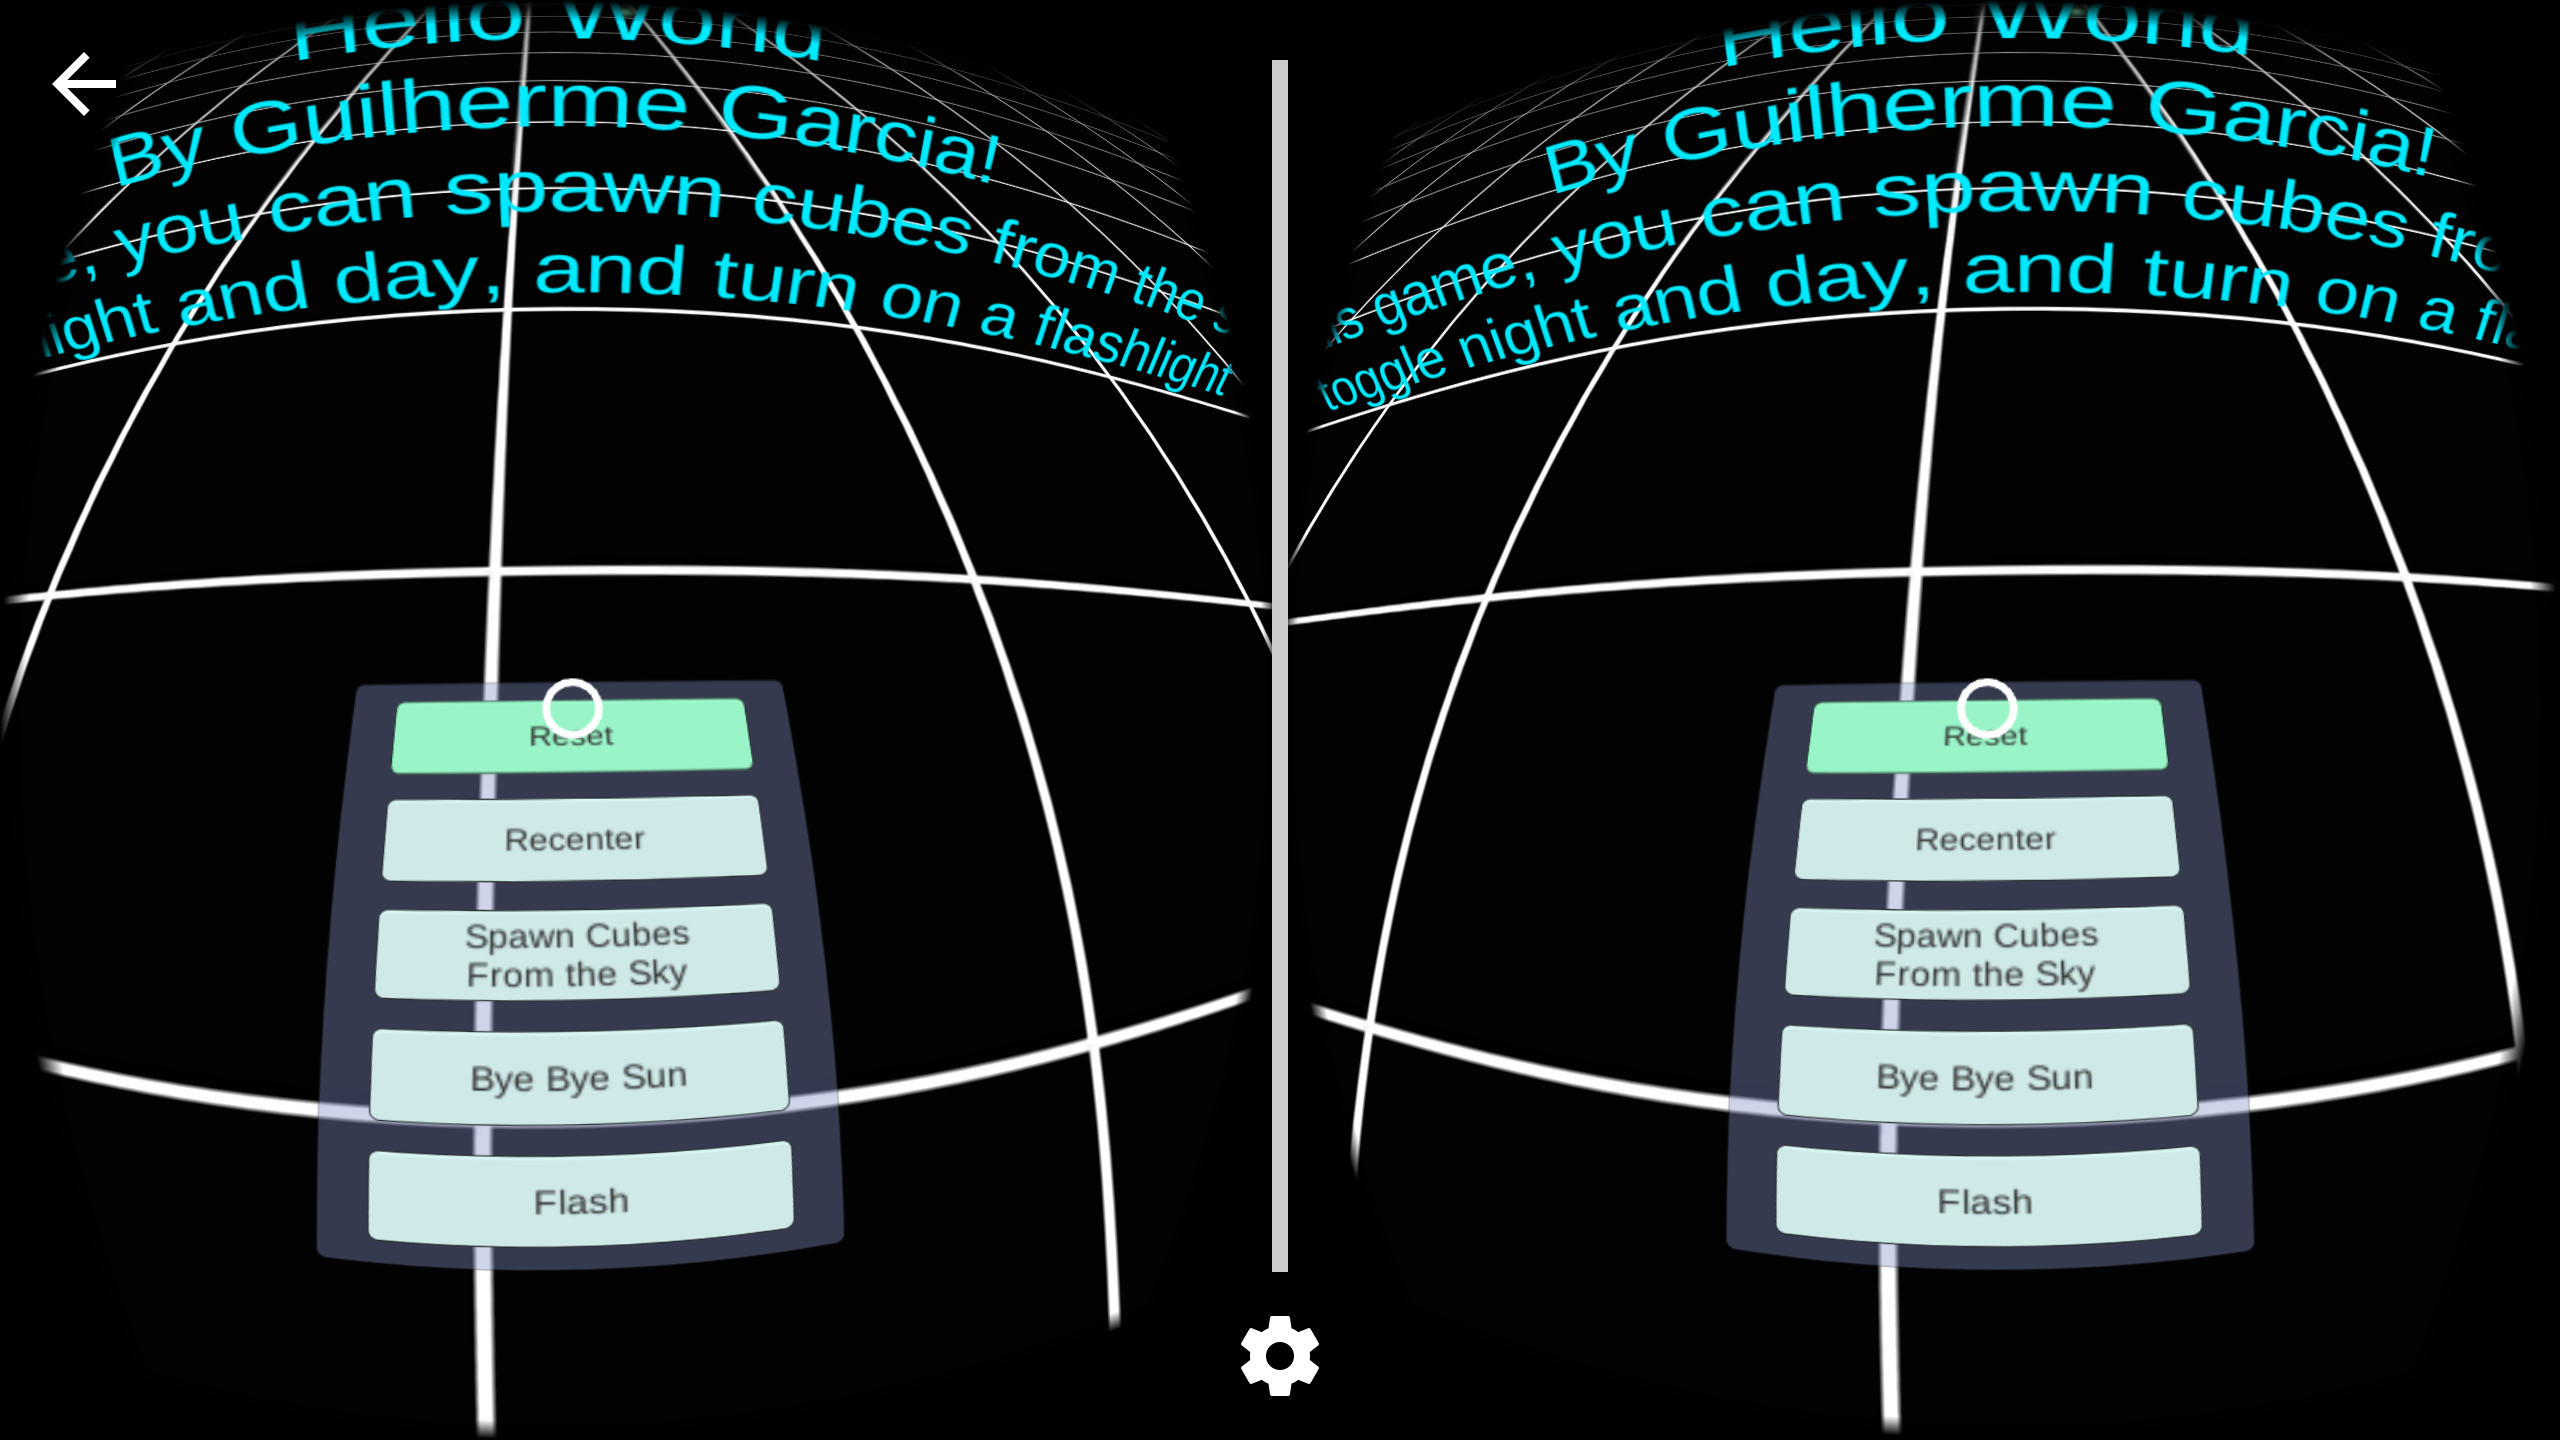 Hello World
By Guilherme Garcia!
you can spawn cubes from the
and day, and turn on a flashlight
Reset
Recenter
Spawn Cubes
From the Sky
Bye Bye Sun
Flash
Hello World
By Guilherme Garcia!
game, you can spawn cubes
toggle night and day, and turn on a
Reset
Recenter
Spawn Cubes
From the Sky
Bye Bye Sun
Flash